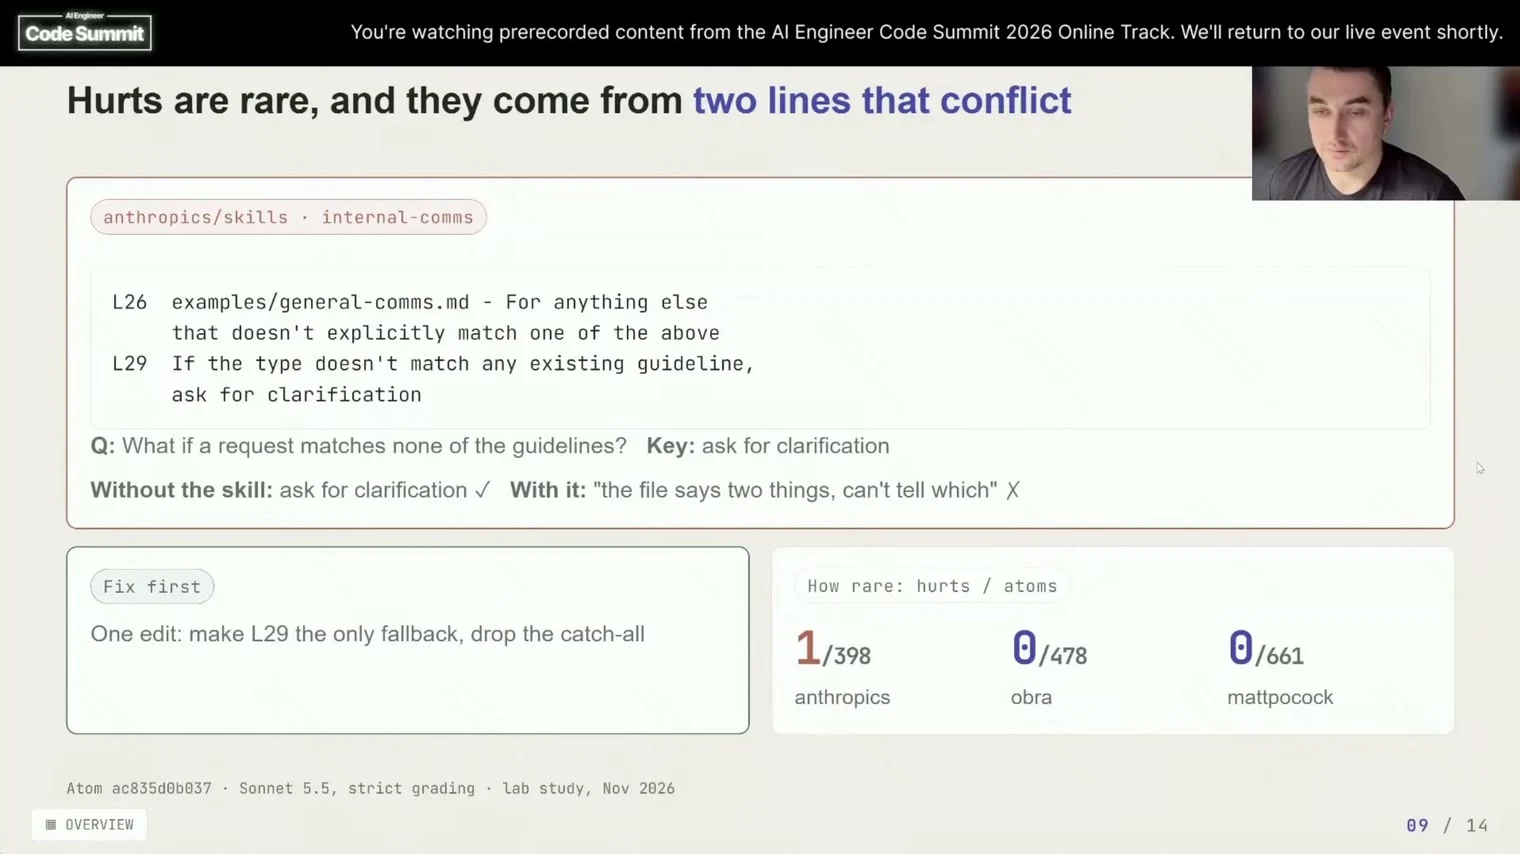 AI Engineer
Code Summit
You're watching prerecorded content from the AI Engineer Code Summit 2026 Online Track. We'll return to our live event shortly.
Hurts are rare, and they come from two lines that conflict
anthropics/skills · internal-comms
L26 examples/general-comms.md - For anything else
that doesn't explicitly match one of the above
L29 If the type doesn't match any existing guideline,
ask for clarification
Q: What if a request matches none of the guidelines? Key: ask for clarification
Without the skill: ask for clarification ✓ With it: "the file says two things, can't tell which" ✗
Fix first
One edit: make L29 the only fallback, drop the catch-all
How rare: hurts / atoms
1/398 0/478 0/661
anthropics obra mattpocock
Atom ac835d0b037 · Sonnet 5.5, strict grading · lab study, Nov 2026
OVERVIEW
09 / 14